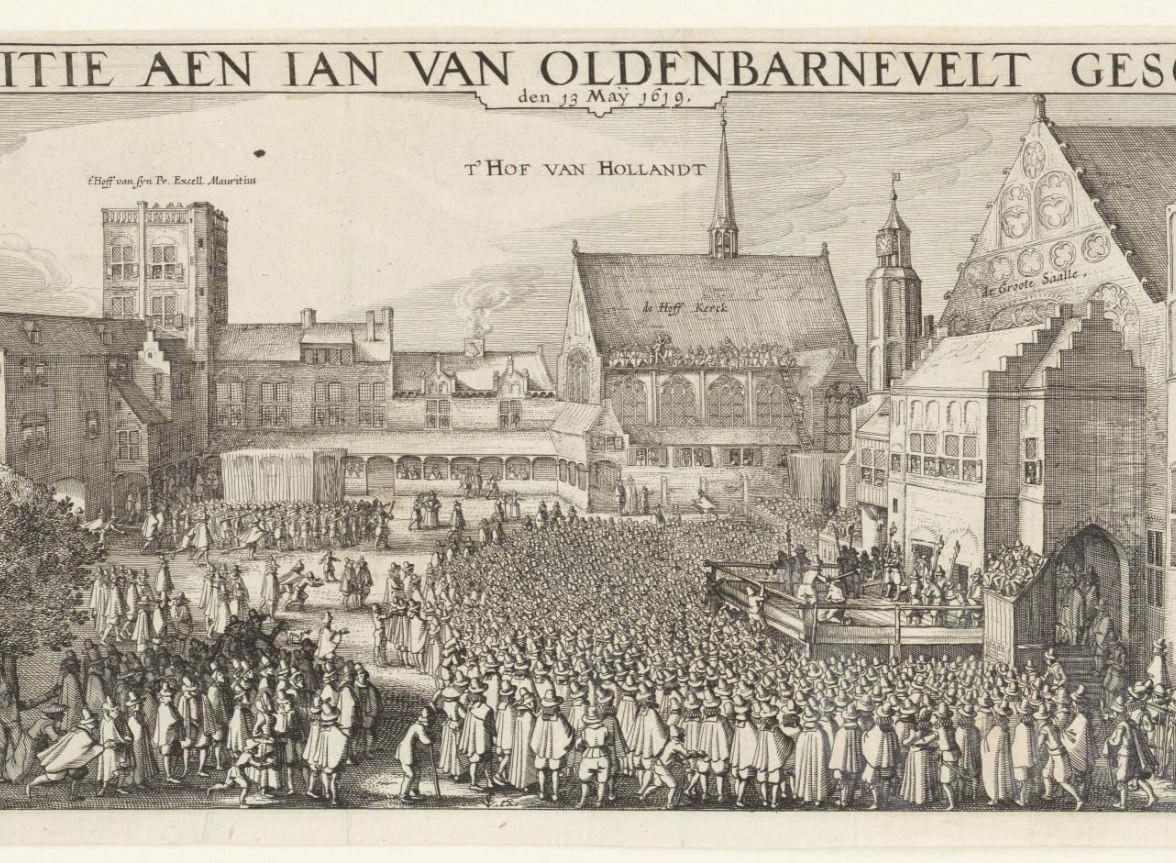 ITIE AEN IAN VAN OLDENBARNEVELT GESC
den 13 Maÿ 1619.
T' HOF VAN HOLLANDT
t'Hoff van syn Pr. Excell. Mauritius
de Hoff Kerck
de Groote Saalle.